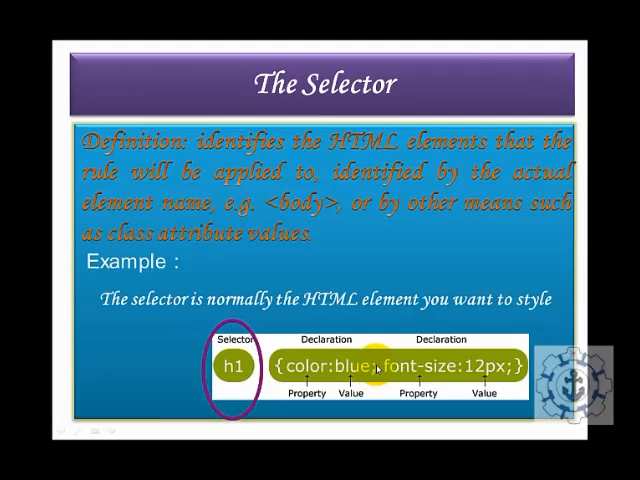 The Selector
Definition: identifies the HTML elements that the
rule will be applied to, identified by the actual
element name, e.g. <body>, or by other means such
as class attribute values.
Example :
The selector is normally the HTML element you want to style
Selector Declaration Declaration
h1 {color:blue; font-size:12px;}
Property Value Property Value